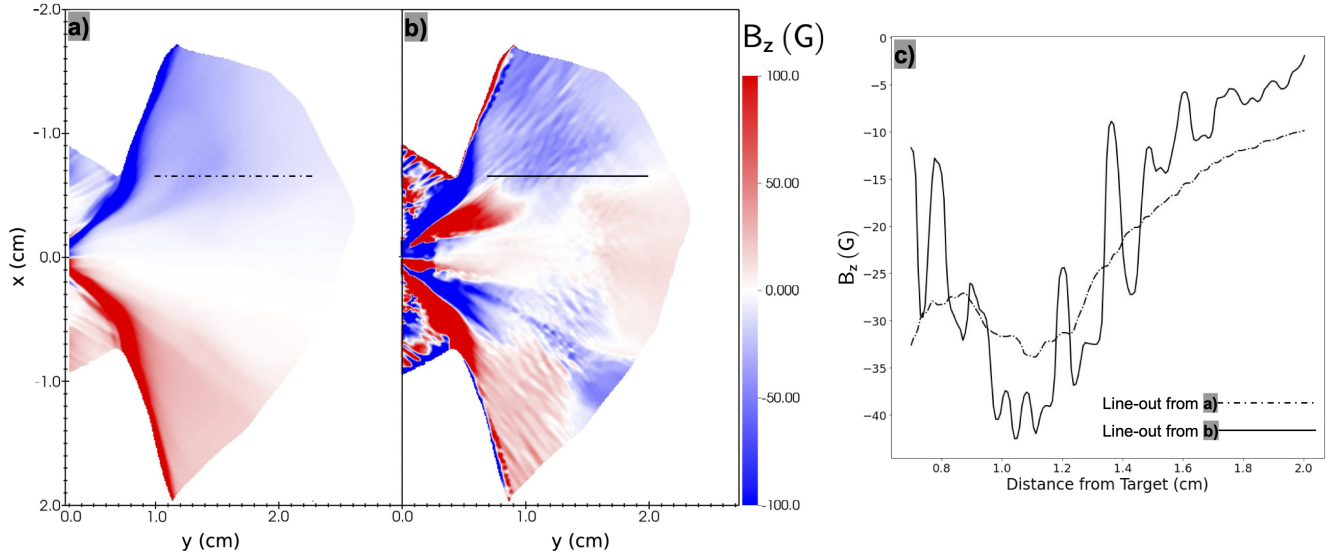 a)
b)
B_z (G)
-2.0
-1.0
0.0
-1.0
2.0
x (cm)
0.0
1.0
2.0
y (cm)
0.0
1.0
2.0
y (cm)
100.0
50.00
0.000
-50.00
-100.0
c)
0
−5
−10
−15
−20
−25
−30
−35
−40
B_z (G)
Line-out from a)
Line-out from b)
0.8
1.0
1.2
1.4
1.6
1.8
2.0
Distance from Target (cm)